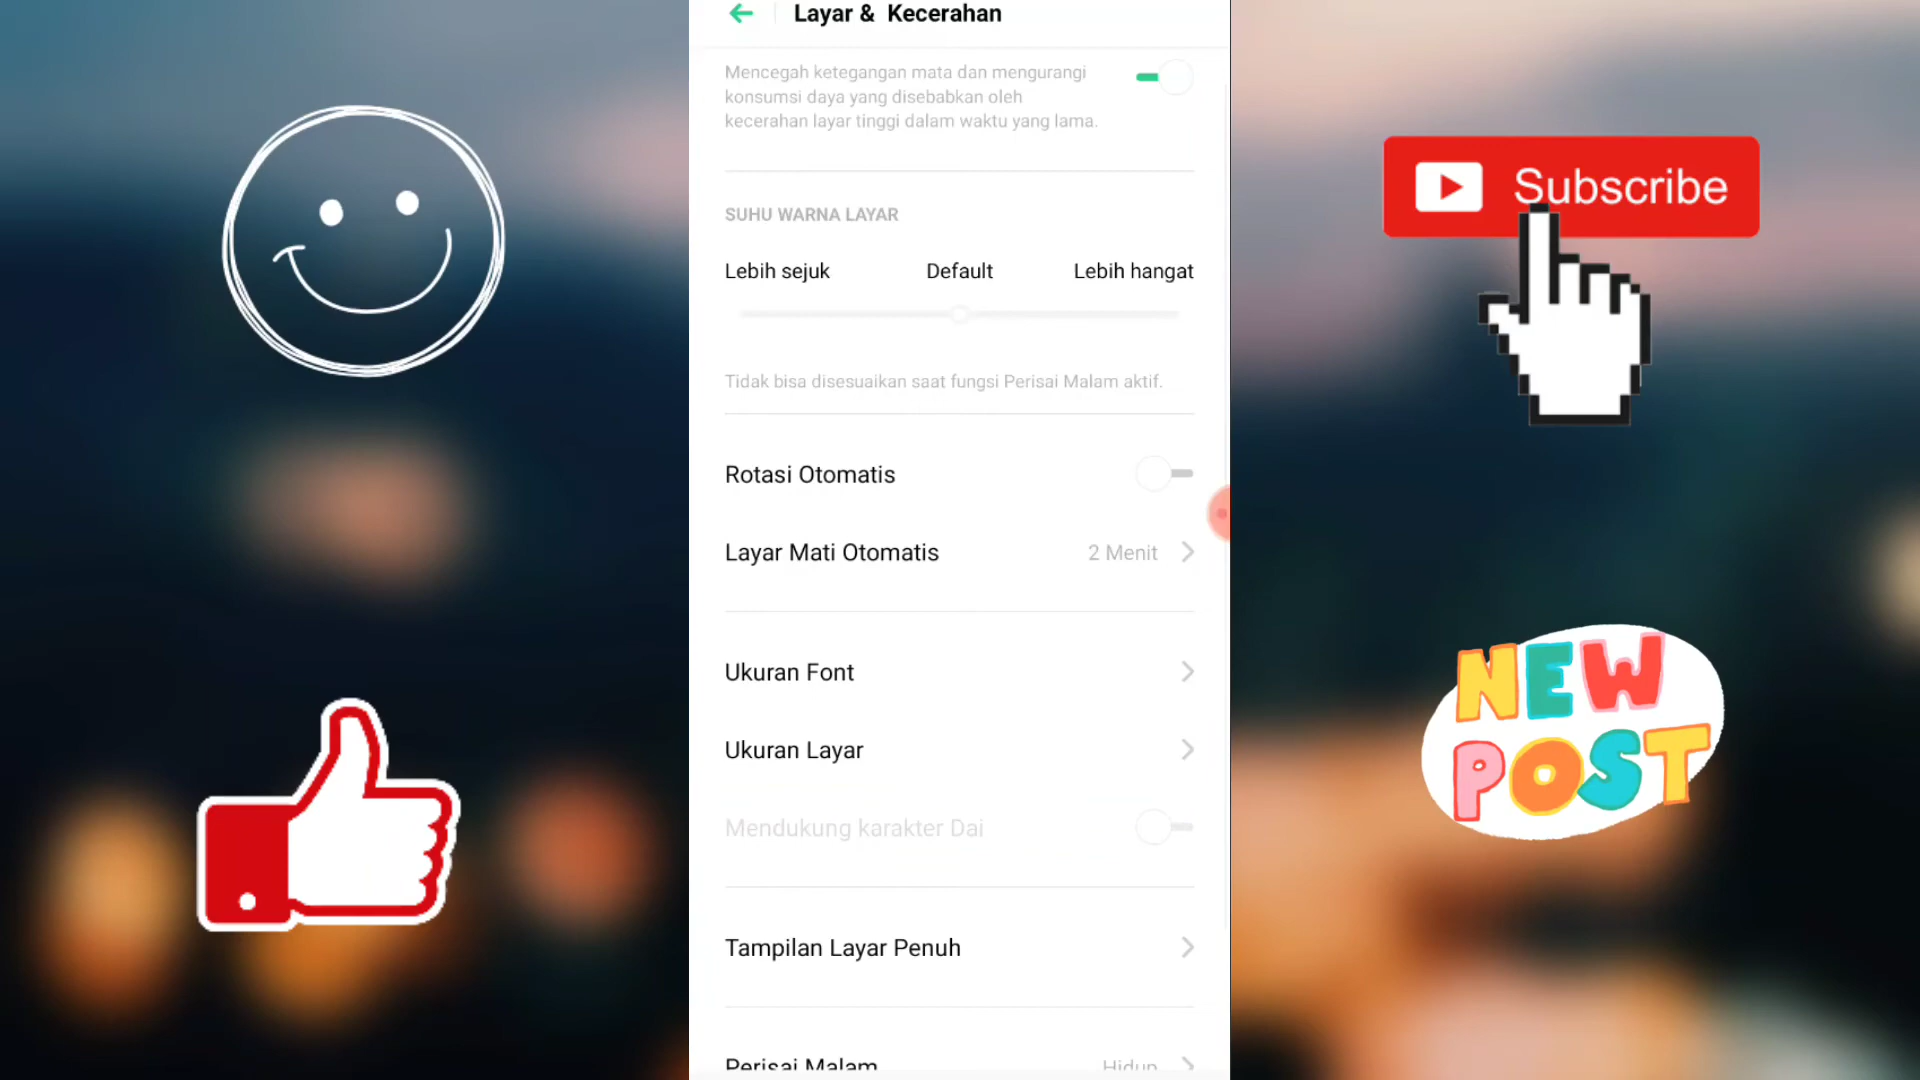 Layar & Kecerahan
Mencegah ketegangan mata dan mengurangi
konsumsi daya yang disebabkan oleh
kecerahan layar tinggi dalam waktu yang lama.
SUHU WARNA LAYAR
Lebih sejuk Default Lebih hangat
Tidak bisa disesuaikan saat fungsi Perisai Malam aktif.
Rotasi Otomatis
Layar Mati Otomatis 2 Menit
Ukuran Font
Ukuran Layar
Mendukung karakter Dai
Tampilan Layar Penuh
Perisai Malam Hidup
Subscribe
NEW
POST